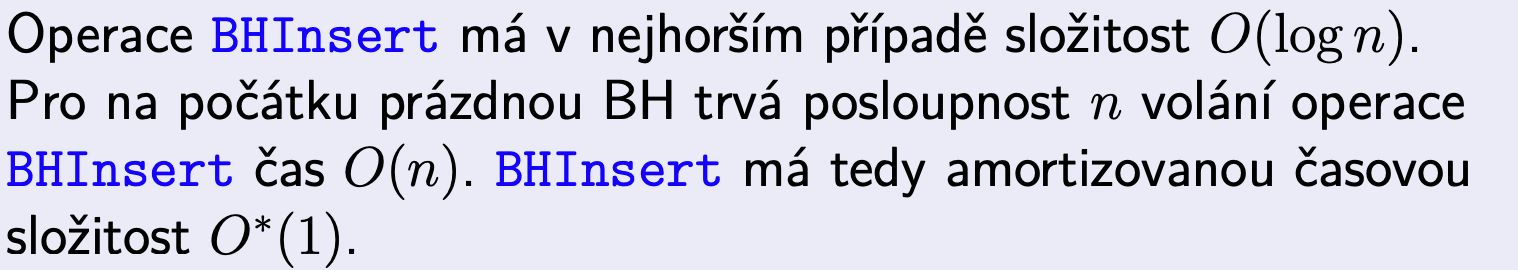 Operace BHInsert má v nejhorším případě složitost O(log n).
Pro na počátku prázdnou BH trvá posloupnost n volání operace
BHInsert čas O(n). BHInsert má tedy amortizovanou časovou
složitost O*(1).